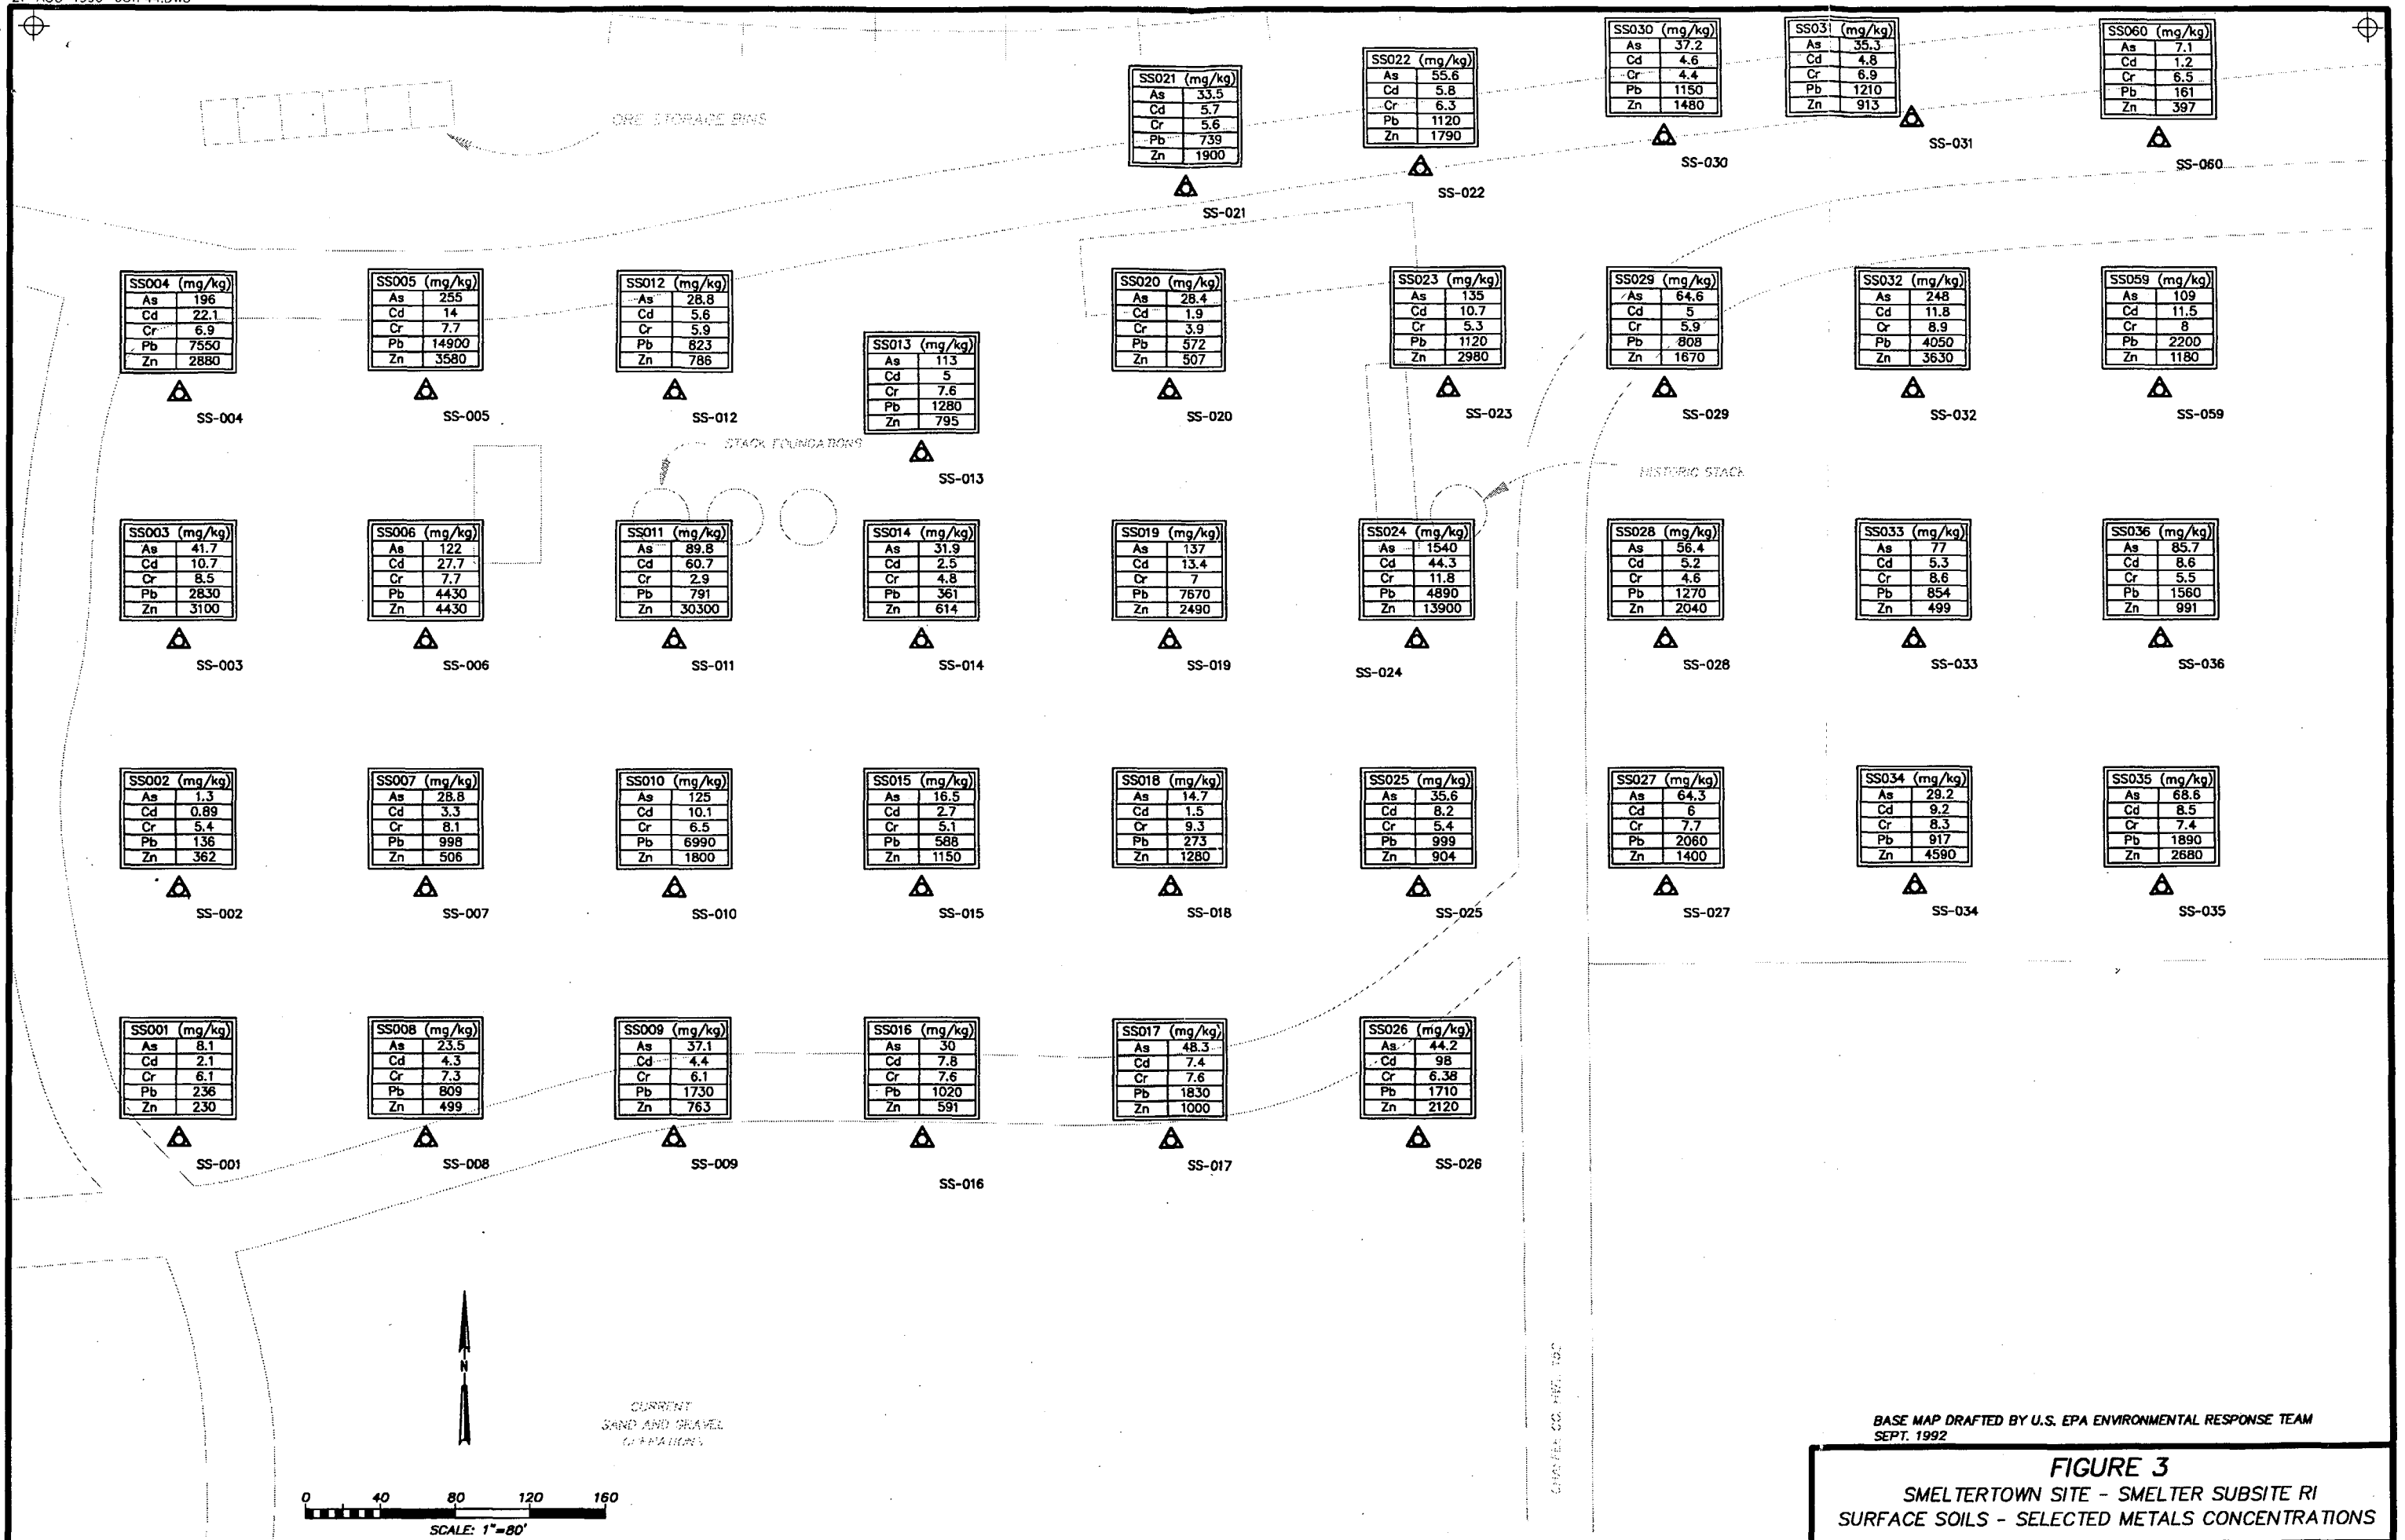 SS030 (mg/kg)
As 37.2
Cd 4.6
Cr 4.4
Pb 1150
Zn 1480
SS-030
SS031 (mg/kg)
As 35.3
Cd 4.8
Cr 6.9
Pb 1210
Zn 913
SS-031
SS060 (mg/kg)
As 7.1
Cd 1.2
Cr 6.5
Pb 161
Zn 397
SS-060
SS022 (mg/kg)
As 55.6
Cd 5.8
Cr 6.3
Pb 1120
Zn 1790
SS-022
SS021 (mg/kg)
As 33.5
Cd 5.7
Cr 5.6
Pb 739
Zn 1900
SS-021
ORE STORAGE BINS
SS004 (mg/kg)
As 196
Cd 22.1
Cr 6.9
Pb 7550
Zn 2880
SS-004
SS005 (mg/kg)
As 255
Cd 14
Cr 7.7
Pb 14900
Zn 3580
SS-005
SS012 (mg/kg)
As 28.8
Cd 5.6
Cr 5.9
Pb 823
Zn 786
SS-012
SS013 (mg/kg)
As 113
Cd 5
Cr 7.6
Pb 1280
Zn 795
SS-013
SS020 (mg/kg)
As 28.4
Cd 1.9
Cr 3.9
Pb 572
Zn 507
SS-020
SS023 (mg/kg)
As 135
Cd 10.7
Cr 5.3
Pb 1120
Zn 2980
SS-023
SS029 (mg/kg)
As 64.6
Cd 5
Cr 5.9
Pb 808
Zn 1670
SS-029
SS032 (mg/kg)
As 248
Cd 11.8
Cr 8.9
Pb 4050
Zn 3630
SS-032
SS059 (mg/kg)
As 109
Cd 11.5
Cr 8
Pb 2200
Zn 1180
SS-059
STACK FOUNDATIONS
HISTORIC STACK
SS003 (mg/kg)
As 41.7
Cd 10.7
Cr 8.5
Pb 2830
Zn 3100
SS-003
SS006 (mg/kg)
As 122
Cd 27.7
Cr 7.7
Pb 4430
Zn 4430
SS-006
SS011 (mg/kg)
As 89.8
Cd 60.7
Cr 2.9
Pb 791
Zn 30300
SS-011
SS014 (mg/kg)
As 31.9
Cd 2.5
Cr 4.8
Pb 361
Zn 614
SS-014
SS019 (mg/kg)
As 137
Cd 13.4
Cr 7
Pb 7670
Zn 2490
SS-019
SS024 (mg/kg)
As 1540
Cd 44.3
Cr 11.8
Pb 4890
Zn 13900
SS-024
SS028 (mg/kg)
As 56.4
Cd 5.2
Cr 4.6
Pb 1270
Zn 2040
SS-028
SS033 (mg/kg)
As 77
Cd 5.3
Cr 8.6
Pb 854
Zn 499
SS-033
SS036 (mg/kg)
As 85.7
Cd 8.6
Cr 5.5
Pb 1560
Zn 991
SS-036
SS002 (mg/kg)
As 1.3
Cd 0.89
Cr 5.4
Pb 136
Zn 362
SS-002
SS007 (mg/kg)
As 28.8
Cd 3.3
Cr 8.1
Pb 998
Zn 506
SS-007
SS010 (mg/kg)
As 125
Cd 10.1
Cr 6.5
Pb 6990
Zn 1800
SS-010
SS015 (mg/kg)
As 16.5
Cd 2.7
Cr 5.1
Pb 588
Zn 1150
SS-015
SS018 (mg/kg)
As 14.7
Cd 1.5
Cr 9.3
Pb 273
Zn 1280
SS-018
SS025 (mg/kg)
As 35.6
Cd 8.2
Cr 5.4
Pb 999
Zn 904
SS-025
SS027 (mg/kg)
As 64.3
Cd 6
Cr 7.7
Pb 2060
Zn 1400
SS-027
SS034 (mg/kg)
As 29.2
Cd 9.2
Cr 8.3
Pb 917
Zn 4590
SS-034
SS035 (mg/kg)
As 68.6
Cd 8.5
Cr 7.4
Pb 1890
Zn 2680
SS-035
SS001 (mg/kg)
As 8.1
Cd 2.1
Cr 6.1
Pb 236
Zn 230
SS-001
SS008 (mg/kg)
As 23.5
Cd 4.3
Cr 7.3
Pb 809
Zn 499
SS-008
SS009 (mg/kg)
As 37.1
Cd 4.4
Cr 6.1
Pb 1730
Zn 763
SS-009
SS016 (mg/kg)
As 30
Cd 7.8
Cr 7.6
Pb 1020
Zn 591
SS-016
SS017 (mg/kg)
As 48.3
Cd 7.4
Cr 7.6
Pb 1830
Zn 1000
SS-017
SS026 (mg/kg)
As 44.2
Cd 98
Cr 6.38
Pb 1710
Zn 2120
SS-026
N
CURRENT
SAND AND GRAVEL
OPERATIONS
0 40 80 120 160
SCALE: 1"=80'
BASE MAP DRAFTED BY U.S. EPA ENVIRONMENTAL RESPONSE TEAM
SEPT. 1992
FIGURE 3
SMELTERTOWN SITE - SMELTER SUBSITE RI
SURFACE SOILS - SELECTED METALS CONCENTRATIONS